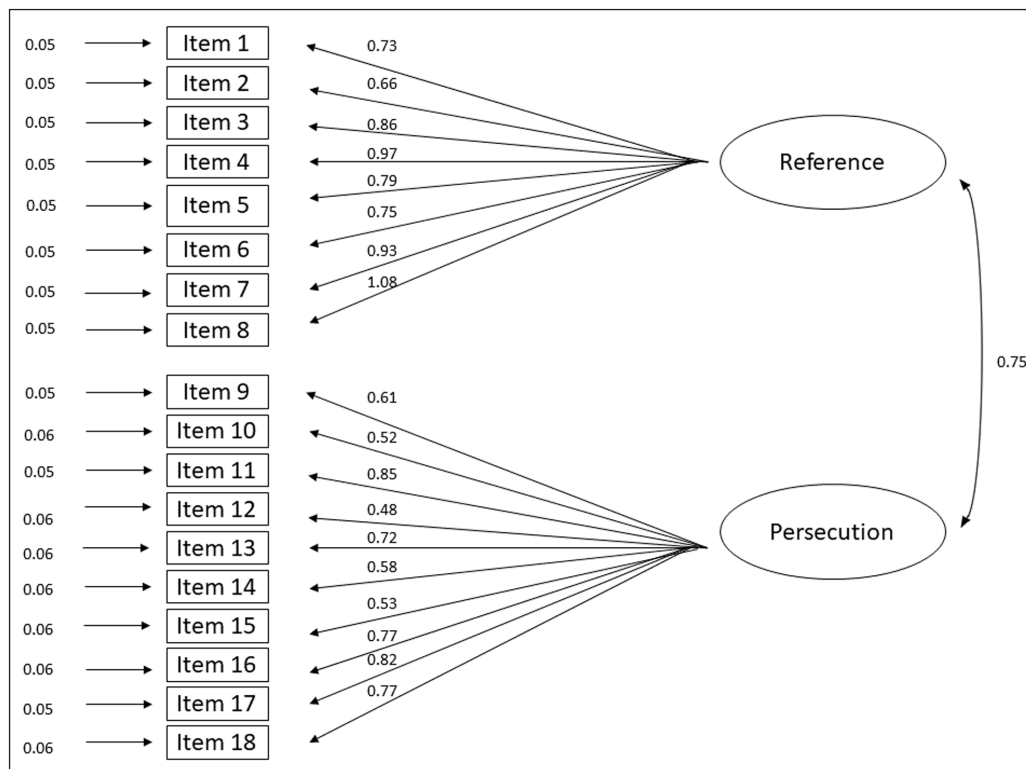 0.05 Item 1 0.73
0.05 Item 2 0.66
0.05 Item 3 0.86
0.05 Item 4 0.97 Reference
0.05 Item 5 0.79
0.05 Item 6 0.75
0.05 Item 7 0.93
0.05 Item 8 1.08
0.75
0.05 Item 9 0.61
0.06 Item 10 0.52
0.05 Item 11 0.85
0.06 Item 12 0.48
0.06 Item 13 0.72 Persecution
0.06 Item 14 0.58
0.06 Item 15 0.53
0.06 Item 16 0.77
0.05 Item 17 0.82
0.06 Item 18 0.77